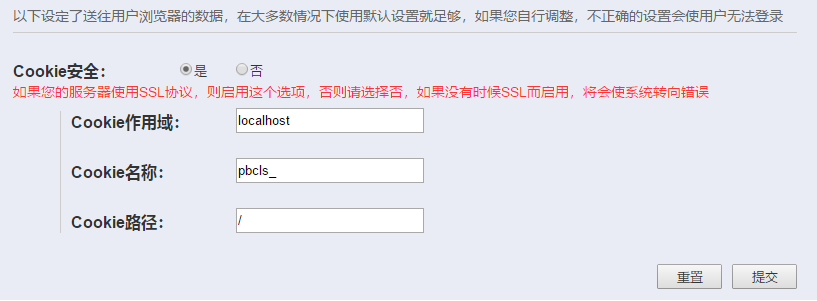 以下设定了送往用户浏览器的数据，在大多数情况下使用默认设置就足够，如果您自行调整，不正确的设置会使用户无法登录
Cookie安全： 是 否
如果您的服务器使用SSL协议，则启用这个选项，否则请选择否，如果没有时候SSL而启用，将会使系统转向错误
Cookie作用域： localhost
Cookie名称： pbcls_
Cookie路径： /
重置 提交